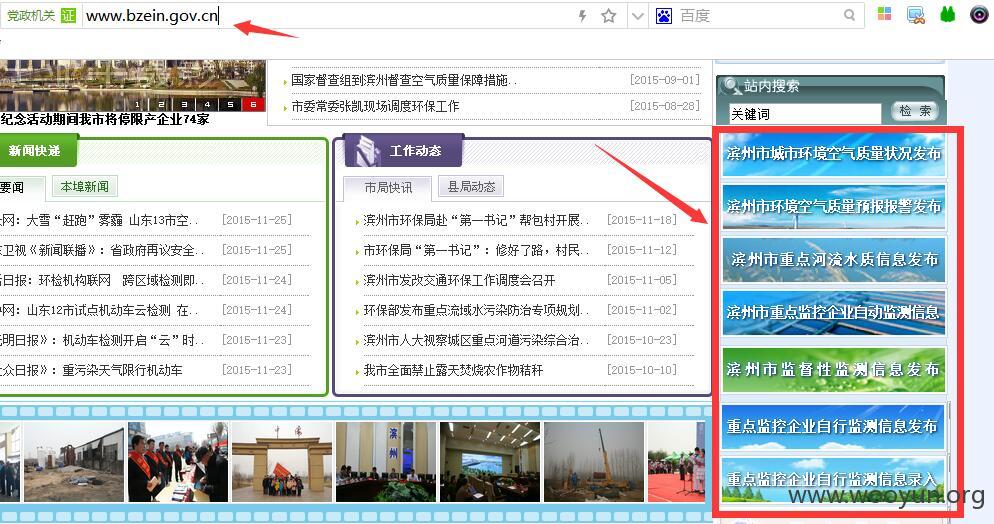 党政机关 证 www.bzein.gov.cn 百度
国家督查组到滨州督查空气质量保障措施.. [2015-09-01]
市委常委张凯现场调度环保工作 [2015-08-28]
1 2 3 4 5 6
纪念活动期间我市将停限产企业74家
站内搜索
关键词 检 索
新闻快递
要闻 本埠新闻
网：大雪“赶跑”雾霾 山东13市空.. [2015-11-25]
卫视《新闻联播》：省政府再议安全.. [2015-11-25]
日报：环检机构联网 跨区域检测即.. [2015-11-24]
网：山东12市试点机动车云检测 在.. [2015-11-24]
明日报》：机动车检测开启“云”时.. [2015-11-23]
众日报》：重污染天气限行机动车 [2015-11-23]
工作动态
市局快讯 县局动态
滨州市环保局赴“第一书记”帮包村开展.. [2015-11-18]
市环保局“第一书记”：修好了路，村民.. [2015-11-12]
滨州市发改交通环保工作调度会召开 [2015-11-05]
环保部发布重点流域水污染防治专项规划.. [2015-11-02]
滨州市人大视察城区重点河道污染综合治.. [2015-10-23]
我市全面禁止露天焚烧农作物秸秆 [2015-10-10]
滨州市城市环境空气质量状况发布
滨州市环境空气质量预报报警发布
滨州市重点河流水质信息发布
滨州市重点监控企业自动监测信息
滨州市监督性监测信息发布
重点监控企业自行监测信息发布
重点监控企业自行监测信息录入
滨州
www.wooyun.org